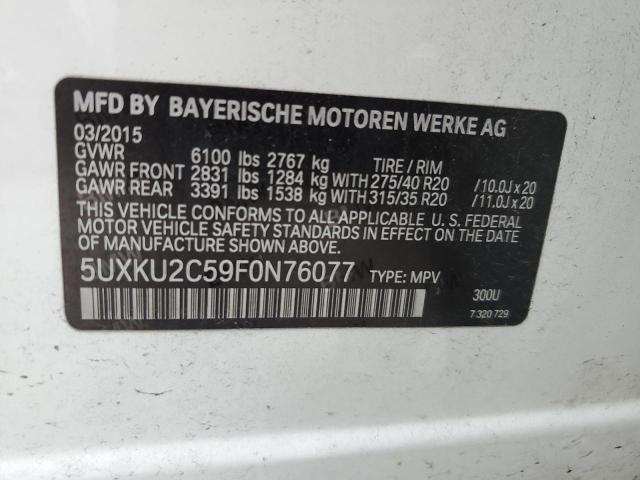 MFD BY BAYERISCHE MOTOREN WERKE AG
03/2015
GVWR 6100 lbs 2767 kg TIRE / RIM
GAWR FRONT 2831 lbs 1284 kg WITH 275/40 R20 /10.0J x 20
GAWR REAR 3391 lbs 1538 kg WITH 315/35 R20 /11.0J x 20
THIS VEHICLE CONFORMS TO ALL APPLICABLE U. S. FEDERAL
MOTOR VEHICLE SAFETY STANDARDS IN EFFECT ON THE DATE
OF MANUFACTURE SHOWN ABOVE.
5UXKU2C59F0N76077 TYPE: MPV
300U
7 320 729